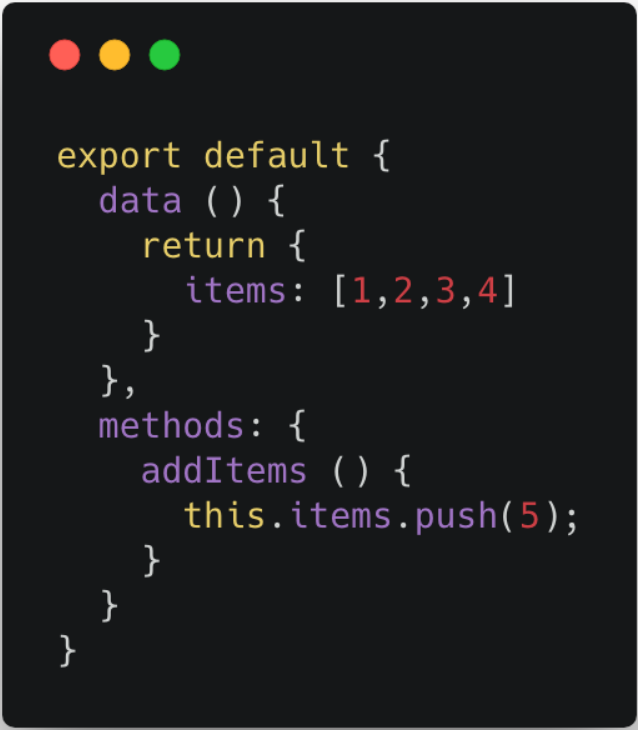 export default {
  data () {
    return {
      items: [1,2,3,4]
    }
  },
  methods: {
    addItems () {
      this.items.push(5);
    }
  }
}